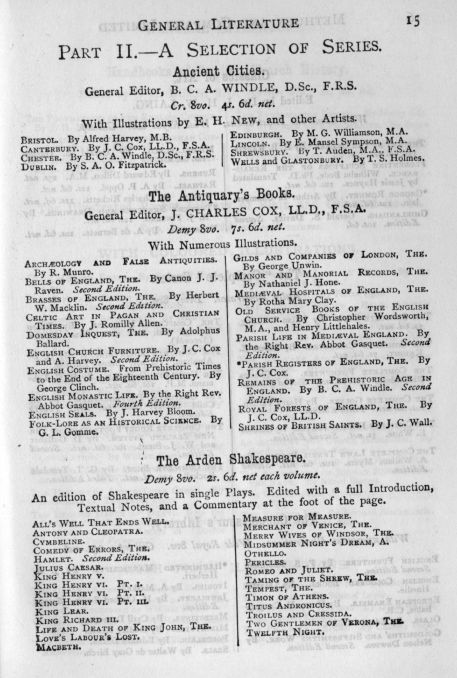 GENERAL LITERATURE 15
PART II.—A SELECTION OF SERIES.
Ancient Cities.
General Editor, B. C. A. WINDLE, D.Sc., F.R.S.
Cr. 8vo. 4s. 6d. net.
With Illustrations by E. H. NEW, and other Artists.
BRISTOL. By Alfred Harvey, M.B.
CANTERBURY. By J. C. Cox, LL.D., F.S.A.
CHESTER. By B. C. A. Windle, D.Sc., F.R.S.
DUBLIN. By S. A. O. Fitzpatrick.
EDINBURGH. By M. G. Williamson, M.A.
LINCOLN. By E. Mansel Sympson, M.A.
SHREWSBURY. By T. Auden, M.A., F.S.A.
WELLS and GLASTONBURY. By T. S. Holmes.
The Antiquary's Books.
General Editor, J. CHARLES COX, LL.D., F.S.A.
Demy 8vo. 7s. 6d. net.
With Numerous Illustrations.
ARCHÆOLOGY AND FALSE ANTIQUITIES.
By R. Munro.
BELLS OF ENGLAND, THE. By Canon J. J.
Raven. Second Edition.
BRASSES OF ENGLAND, THE. By Herbert
W. Macklin. Second Edition.
CELTIC ART IN PAGAN AND CHRISTIAN
TIMES. By J. Romilly Allen.
DOMESDAY INQUEST, THE. By Adolphus
Ballard.
ENGLISH CHURCH FURNITURE. By J. C. Cox
and A. Harvey. Second Edition.
ENGLISH COSTUME. From Prehistoric Times
to the End of the Eighteenth Century. By
George Clinch.
ENGLISH MONASTIC LIFE. By the Right Rev.
Abbot Gasquet. Fourth Edition.
ENGLISH SEALS. By J. Harvey Bloom.
FOLK-LORE AS AN HISTORICAL SCIENCE. By
G. L. Gomme.
GILDS AND COMPANIES OF LONDON, THE.
By George Unwin.
MANOR AND MANORIAL RECORDS, THE.
By Nathaniel J. Hone.
MEDIÆVAL HOSPITALS OF ENGLAND, THE.
By Rotha Mary Clay.
OLD SERVICE BOOKS OF THE ENGLISH
CHURCH. By Christopher Wordsworth,
M.A., and Henry Littlehales.
PARISH LIFE IN MEDIÆVAL ENGLAND. By
the Right Rev. Abbot Gasquet. Second
Edition.
*PARISH REGISTERS OF ENGLAND, THE. By
J. C. Cox.
REMAINS OF THE PREHISTORIC AGE IN
ENGLAND. By B. C. A. Windle. Second
Edition.
ROYAL FORESTS OF ENGLAND, THE. By
J. C. Cox, LL.D.
SHRINES OF BRITISH SAINTS. By J. C. Wall.
The Arden Shakespeare.
Demy 8vo. 2s. 6d. net each volume.
An edition of Shakespeare in single Plays. Edited with a full Introduction,
Textual Notes, and a Commentary at the foot of the page.
ALL'S WELL THAT ENDS WELL.
ANTONY AND CLEOPATRA.
CYMBELINE.
COMEDY OF ERRORS, THE.
HAMLET. Second Edition.
JULIUS CAESAR.
KING HENRY V.
KING HENRY VI. PT. I.
KING HENRY VI. PT. II.
KING HENRY VI. PT. III.
KING LEAR.
KING RICHARD III.
LIFE AND DEATH OF KING JOHN, THE.
LOVE'S LABOUR'S LOST.
MACBETH.
MEASURE FOR MEASURE.
MERCHANT OF VENICE, THE.
MERRY WIVES OF WINDSOR, THE.
MIDSUMMER NIGHT'S DREAM, A.
OTHELLO.
PERICLES.
ROMEO AND JULIET.
TAMING OF THE SHREW, THE.
TEMPEST, THE.
TIMON OF ATHENS.
TITUS ANDRONICUS.
TROILUS AND CRESSIDA.
TWO GENTLEMEN OF VERONA, THE.
TWELFTH NIGHT.